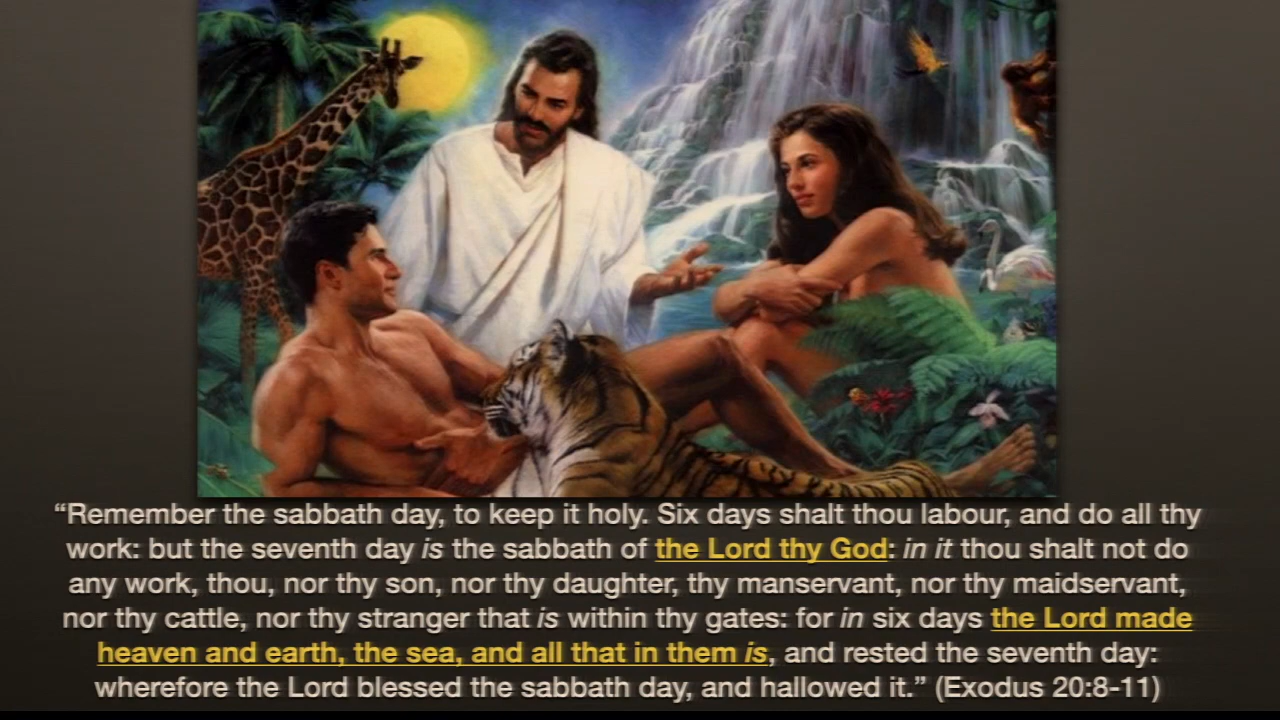 “Remember the sabbath day, to keep it holy. Six days shalt thou labour, and do all thy
work: but the seventh day is the sabbath of the Lord thy God: in it thou shalt not do
any work, thou, nor thy son, nor thy daughter, thy manservant, nor thy maidservant,
nor thy cattle, nor thy stranger that is within thy gates: for in six days the Lord made
heaven and earth, the sea, and all that in them is, and rested the seventh day:
wherefore the Lord blessed the sabbath day, and hallowed it.” (Exodus 20:8-11)